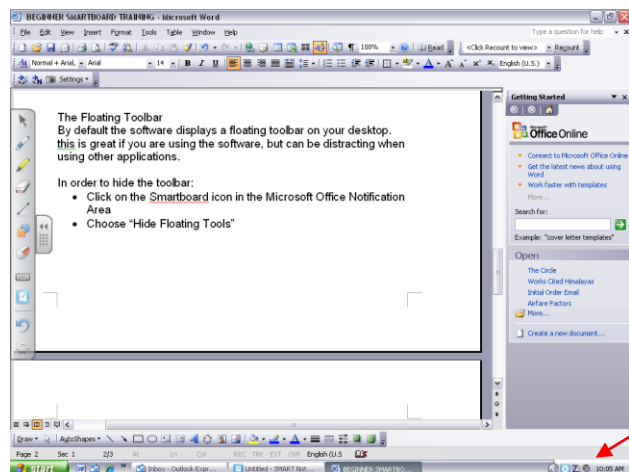 BEGINNER SMARTBOARD TRAINING - Microsoft Word
File Edit View Insert Format Tools Table Window Help Type a question for help
100% Read <Click Recount to view> Recount
Normal + Arial, Arial 14 B I U English (U.S.)
Settings
Getting Started
The Floating Toolbar
By default the software displays a floating toolbar on your desktop.
this is great if you are using the software, but can be distracting when
using other applications.
In order to hide the toolbar:
• Click on the Smartboard icon in the Microsoft Office Notification
Area
• Choose “Hide Floating Tools”
Microsoft
Office Online
Connect to Microsoft Office Online
Get the latest news about using
Word
Work faster with templates
More...
Search for:
Example: "cover letter templates"
Open
The Circle
Works Cited Himalayas
Initial Order Email
Airfare Factors
More...
Create a new document...
Draw AutoShapes
Page 2 Sec 1 2/3 At Ln Col REC TRK EXT OVR English (U.S
start Inbox - Outlook Expr... Untitled - SMART Not... BEGINNER SMARTBO... 10:05 AM